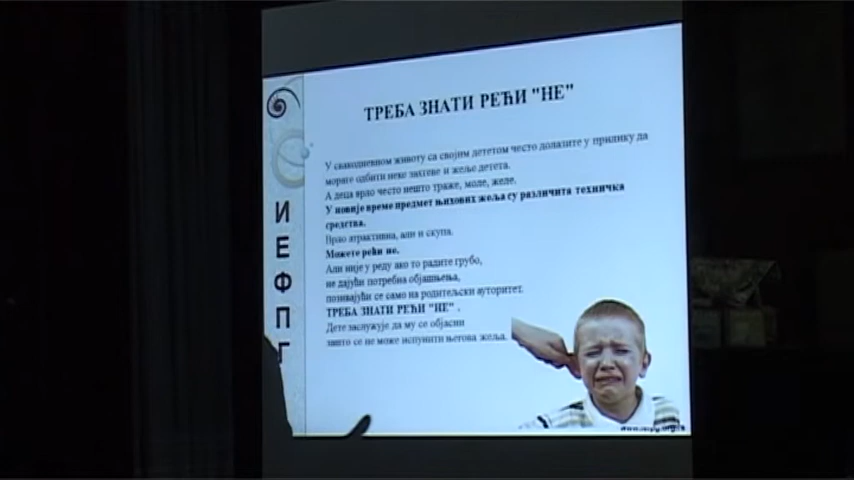 ТРЕБА ЗНАТИ РЕЋИ "НЕ"
У свакодневном животу са својим дететом често долазите у прилику да
морате одбити неке захтеве и жеље детета.
А деца врло често нешто траже, моле, желе.
У новије време предмет њихових жеља су различита техничка
средства.
Врло атрактивна, али и скупа.
Можете рећи не.
Али није у реду ако то радите грубо,
не дајући потребна објашњења,
позивајући се само на родитељски ауторитет.
ТРЕБА ЗНАТИ РЕЋИ "НЕ" .
Дете заслужује да му се објасни
зашто се не може испунити његова жеља.
ИЕФПГ